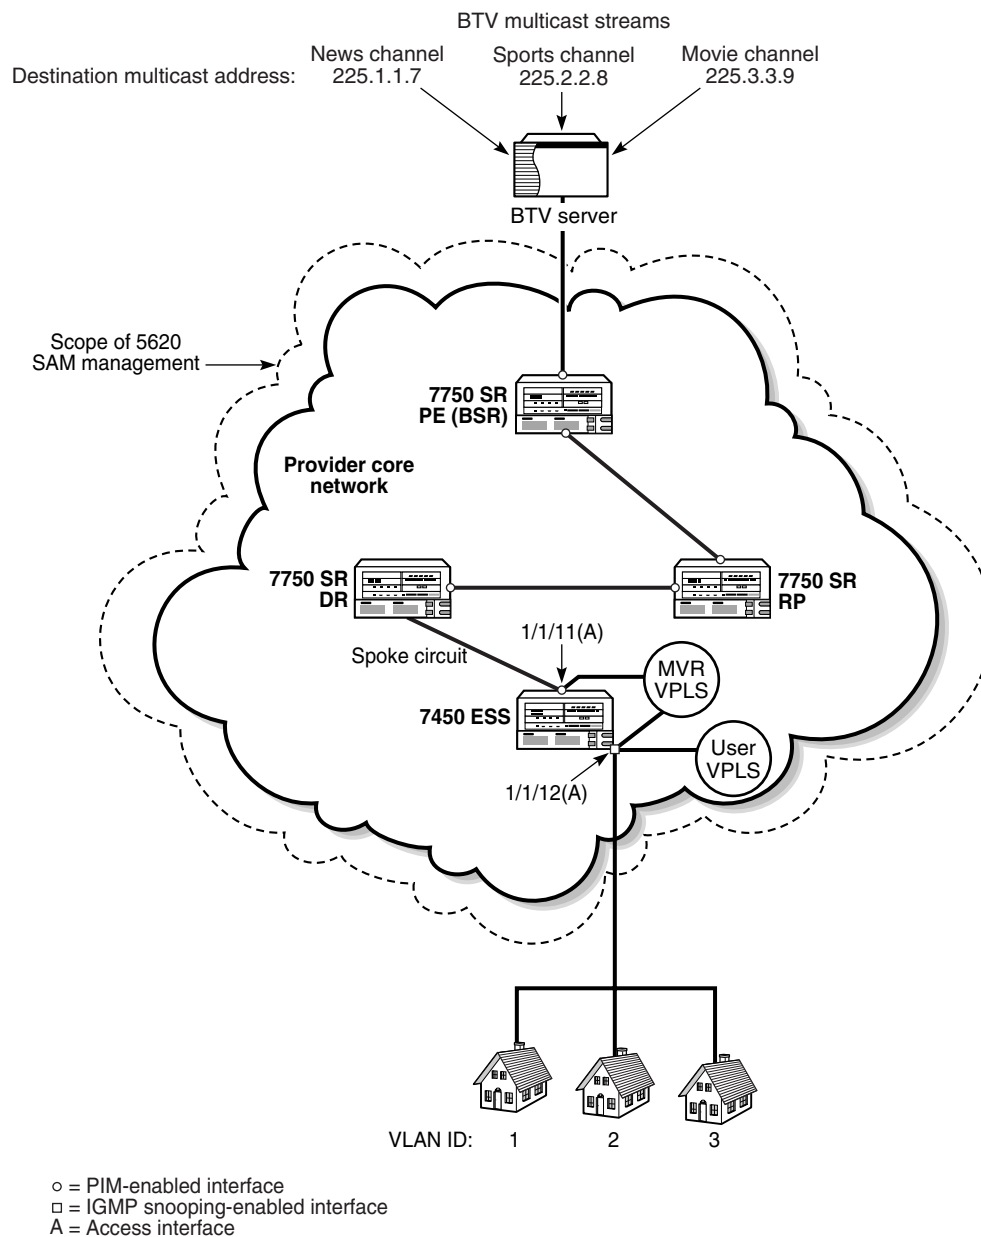 BTV multicast streams
News channel
Sports channel
Movie channel
Destination multicast address:
225.1.1.7
225.2.2.8
225.3.3.9
BTV server
Scope of 5620
SAM management
7750 SR
PE (BSR)
Provider core
network
7750 SR
DR
7750 SR
RP
1/1/11(A)
Spoke circuit
MVR
VPLS
7450 ESS
User
VPLS
1/1/12(A)
VLAN ID: 1 2 3
= PIM-enabled interface
= IGMP snooping-enabled interface
A = Access interface